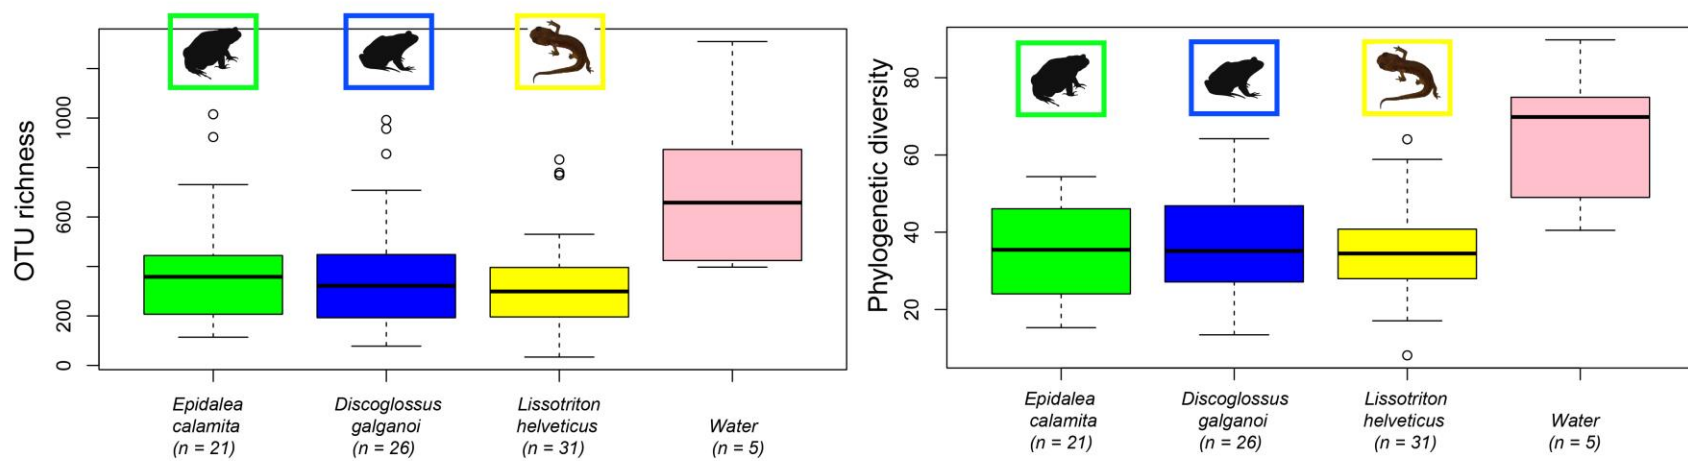 OTU richness
1000
600
200
0
Epidalea
calamita
(n = 21)
Discoglossus
galganoi
(n = 26)
Lissotriton
helveticus
(n = 31)
Water
(n = 5)
Phylogenetic diversity
80
60
40
20
Epidalea
calamita
(n = 21)
Discoglossus
galganoi
(n = 26)
Lissotriton
helveticus
(n = 31)
Water
(n = 5)